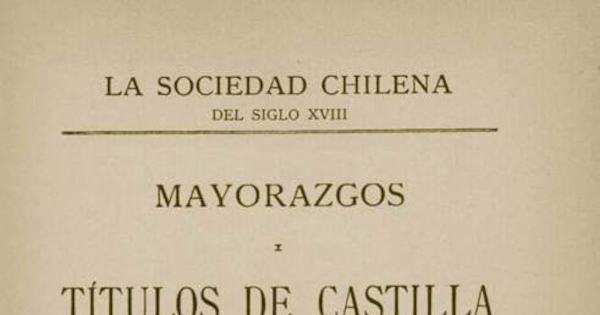 LA SOCIEDAD CHILENA
DEL SIGLO XVIII
MAYORAZGOS
I
TÍTULOS DE CASTILLA